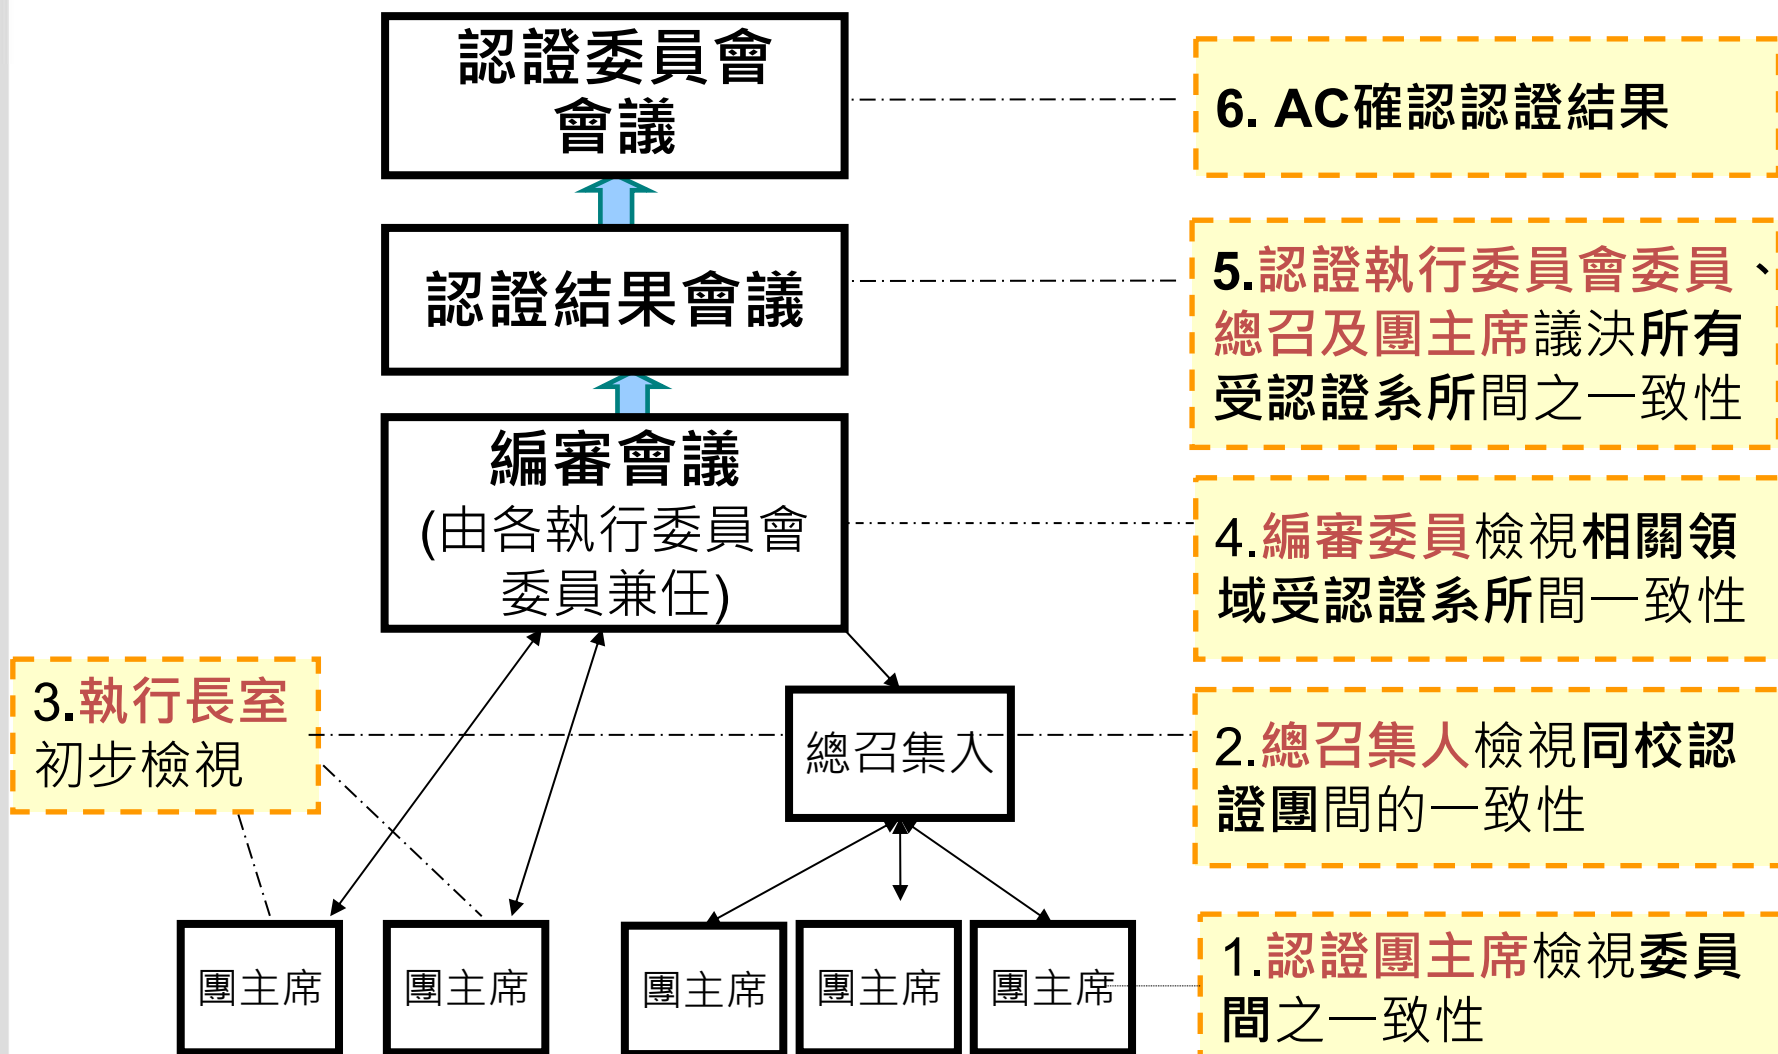 認證委員會
會議
6. AC確認認證結果
認證結果會議
5.認證執行委員會委員、
總召及團主席議決所有
受認證系所間之一致性
編審會議
(由各執行委員會
委員兼任)
4.編審委員檢視相關領
域受認證系所間一致性
3.執行長室
初步檢視
總召集人
2.總召集人檢視同校認
證團間的一致性
團主席
團主席
團主席
團主席
團主席
1.認證團主席檢視委員
間之一致性